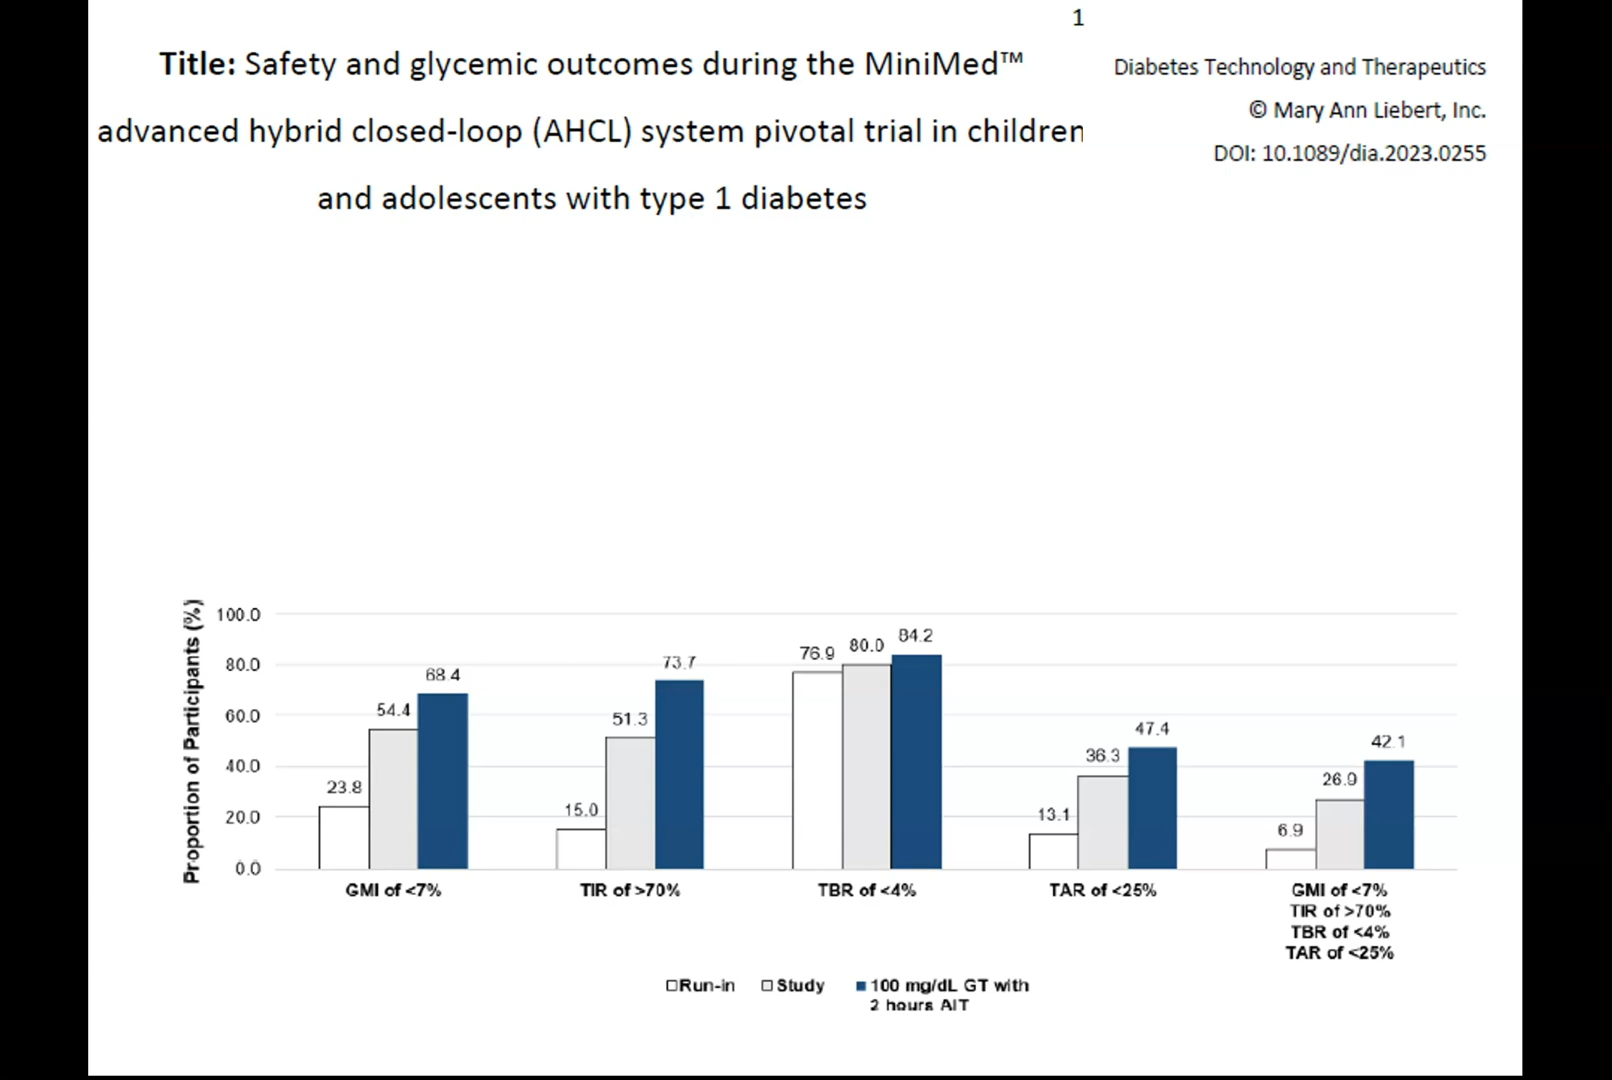 1
Title: Safety and glycemic outcomes during the MiniMed™
advanced hybrid closed-loop (AHCL) system pivotal trial in children
and adolescents with type 1 diabetes
Diabetes Technology and Therapeutics
© Mary Ann Liebert, Inc.
DOI: 10.1089/dia.2023.0255
Proportion of Participants (%)
100.0
80.0
60.0
40.0
20.0
0.0
23.8
54.4
68.4
15.0
51.3
73.7
76.9
80.0
84.2
13.1
36.3
47.4
6.9
26.9
42.1
GMI of <7%
TIR of >70%
TBR of <4%
TAR of <25%
GMI of <7%
TIR of >70%
TBR of <4%
TAR of <25%
Run-in
Study
100 mg/dL GT with
2 hours AIT